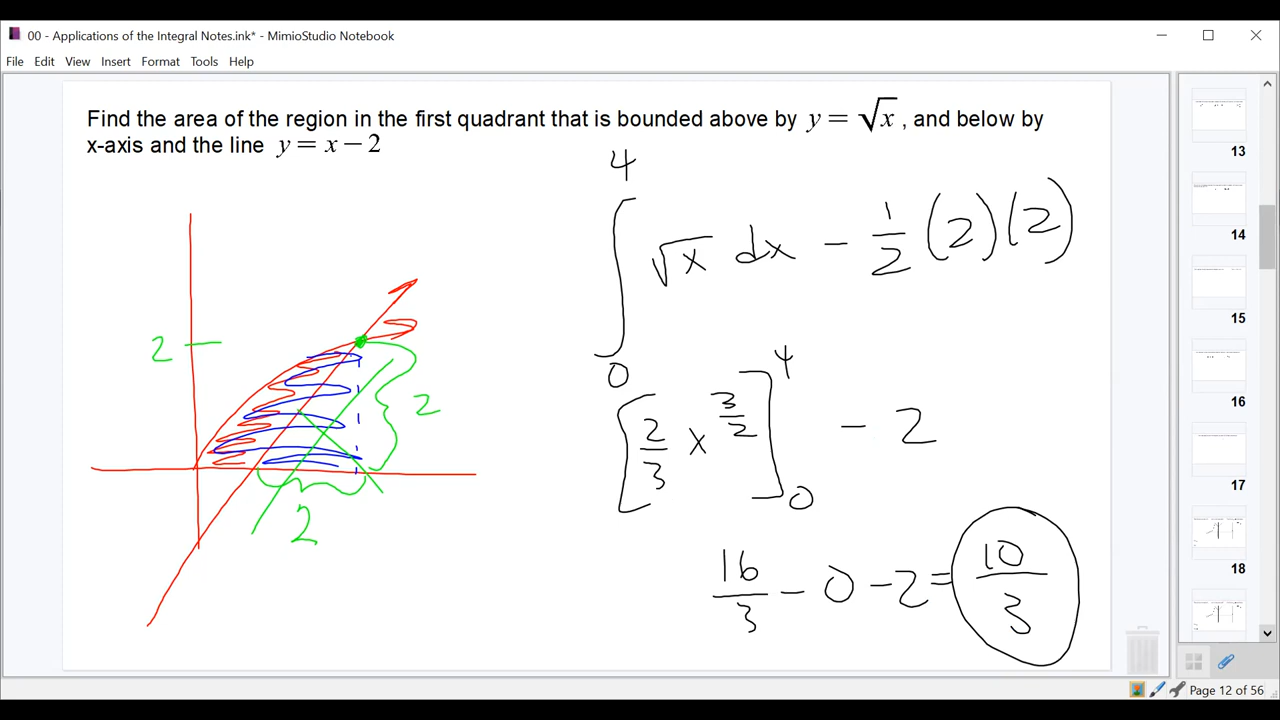 00 - Applications of the Integral Notes.ink* - MimioStudio Notebook
File Edit View Insert Format Tools Help
Find the area of the region in the first quadrant that is bounded above by y = √x , and below by
x-axis and the line y = x − 2
4
∫ √x dx − 1/2 (2)(2)
0
[2/3 x^3/2]
4
0
− 2
16/3 − 0 − 2 = 10/3
2
2
2
13
14
15
16
17
18
Page 12 of 56